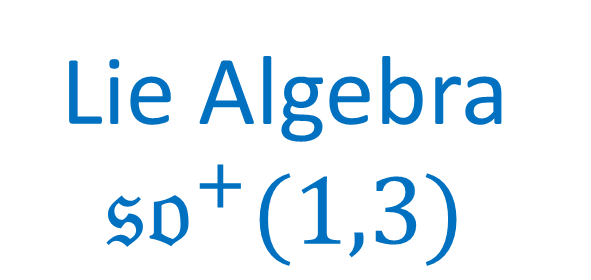 Lie Algebra
𝔰𝔬⁺(1,3)